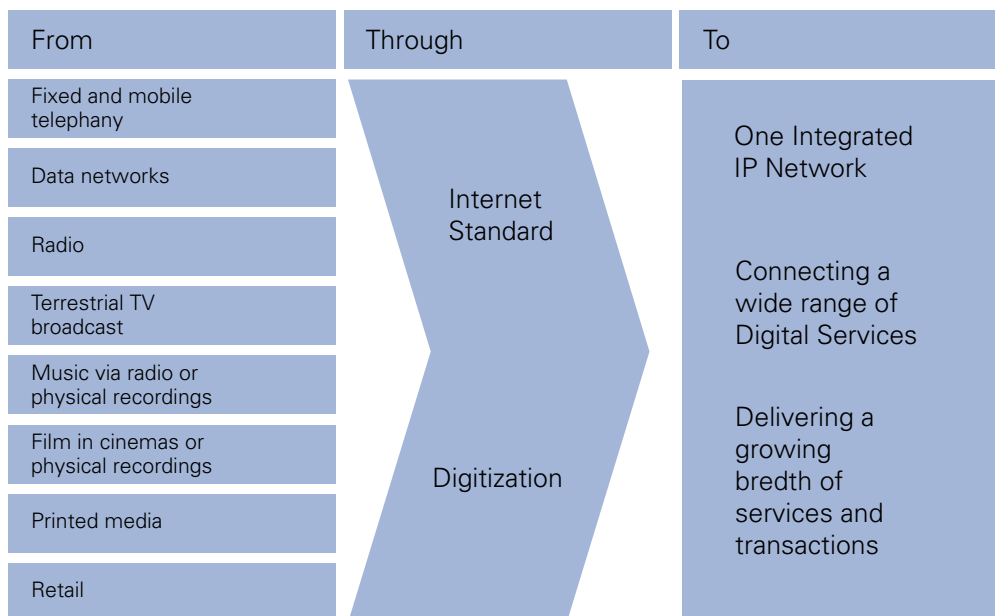 From
Through
To
Fixed and mobile
telephany
Data networks
Radio
Terrestrial TV
broadcast
Music via radio or
physical recordings
Film in cinemas or
physical recordings
Printed media
Retail
Internet
Standard
Digitization
One Integrated
IP Network
Connecting a
wide range of
Digital Services
Delivering a
growing
bredth of
services and
transactions